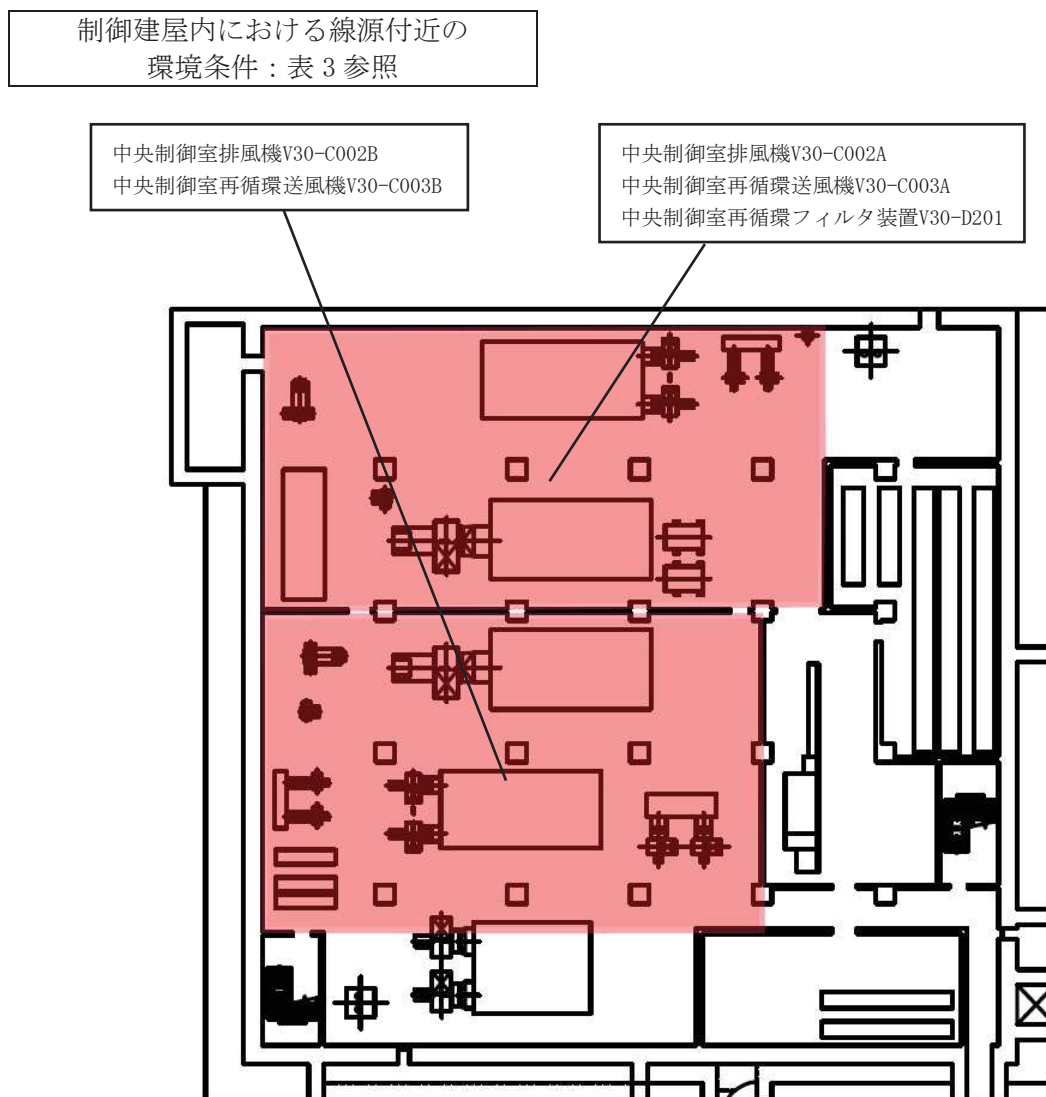 制御建屋内における線源付近の
環境条件：表３参照
中央制御室排風機V30-C002B
中央制御室再循環送風機V30-C003B
中央制御室排風機V30-C002A
中央制御室再循環送風機V30-C003A
中央制御室再循環フィルタ装置V30-D201